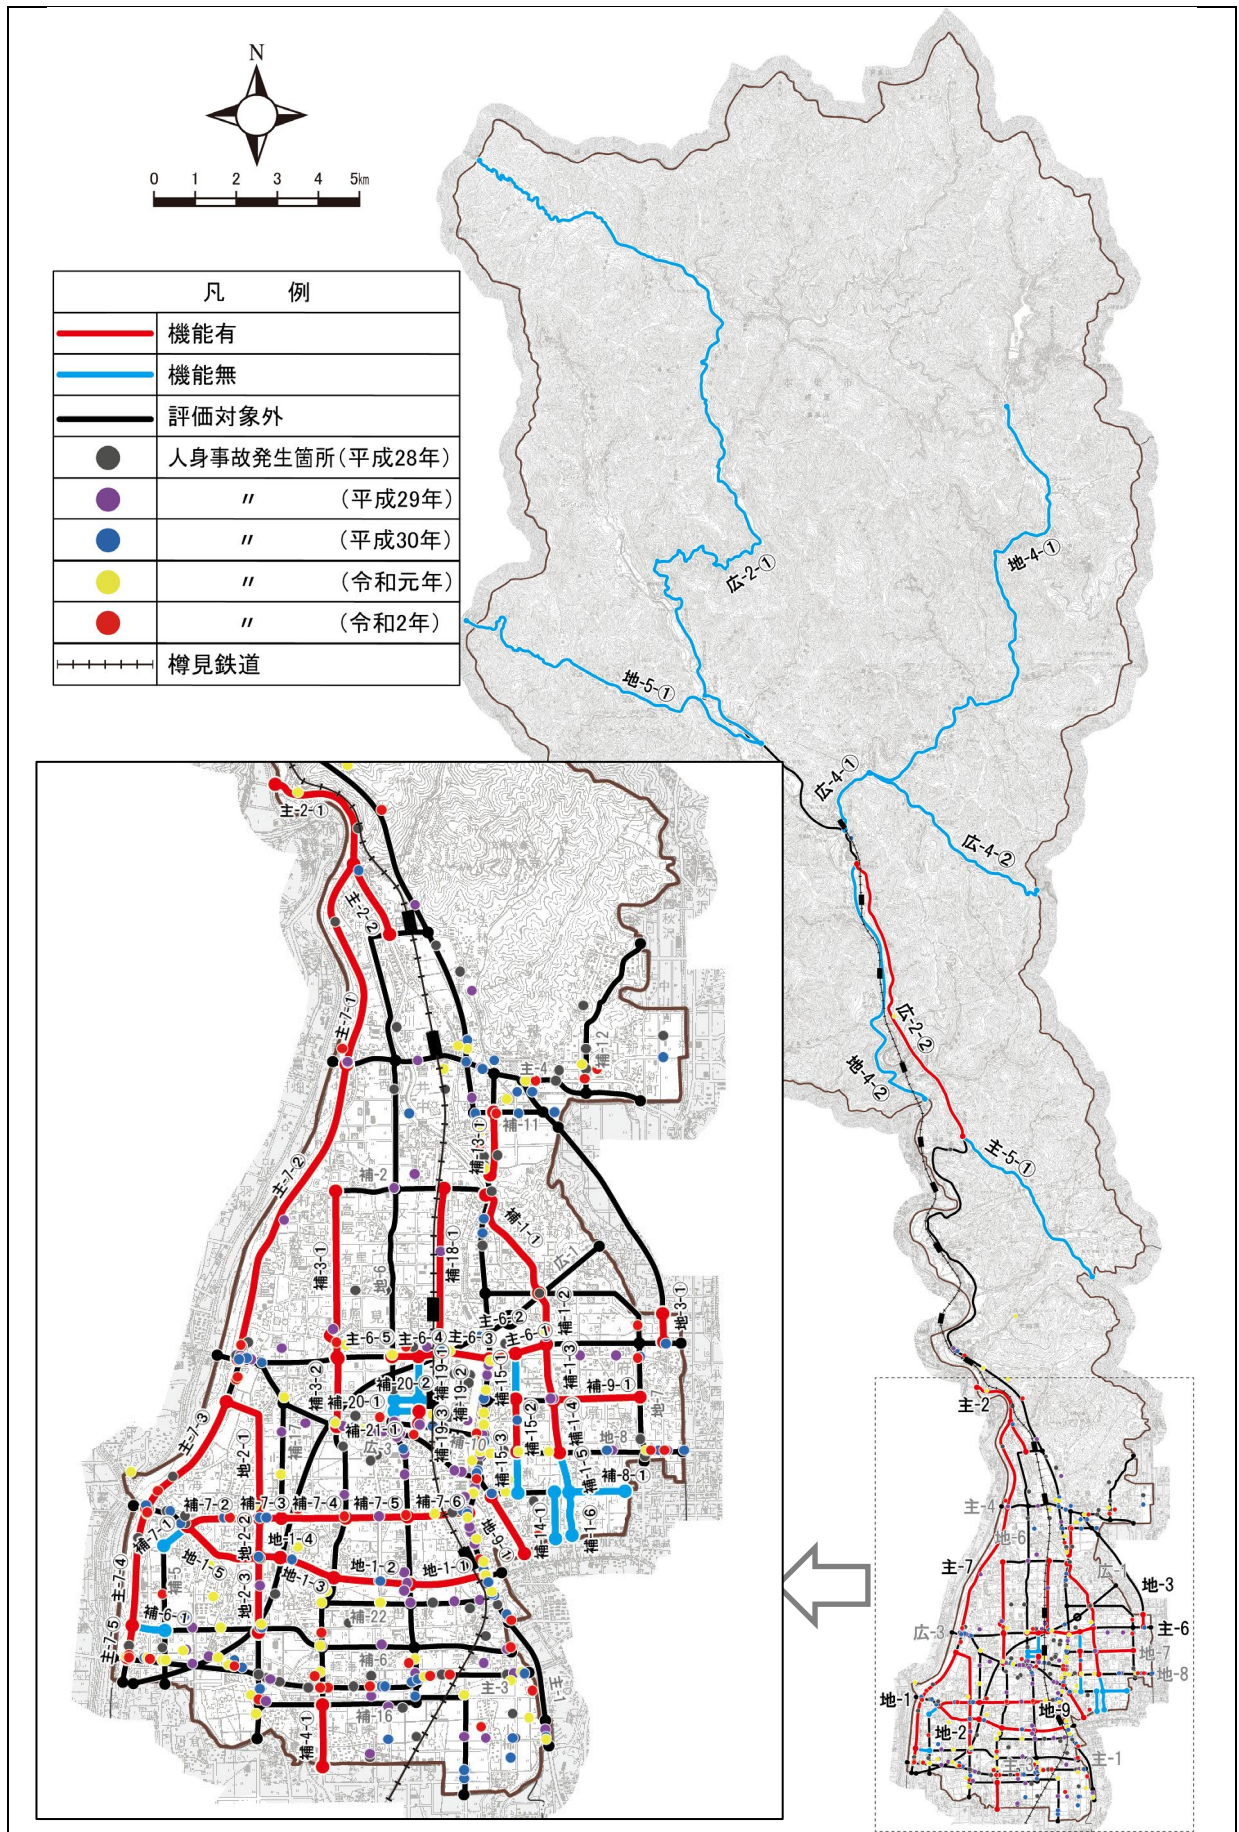 N
0 1 2 3 4 5km
凡 例
機能有
機能無
評価対象外
人身事故発生箇所(平成28年)
〃 (平成29年)
〃 (平成30年)
〃 (令和元年)
〃 (令和2年)
樽見鉄道
広-2-①
地-4-①
地-5-①
広-4-①
広-4-②
広-2-②
地-4-②
主-5-①
主-2
主-4
地-6
主-7
広-1
地-3
広-3
主-6
地-7
地-8
地-1
地-9
地-2
主-3
主-1
主-2-①
主-2-②
主-7-①
補-12
主-4
補-11
補-13-①
補-2
主-7-②
補-1-①
補-3-①
補-18-①
地-6
広-1
補-1-②
地-3-①
主-6-②
主-6-⑤
主-6-④
主-6-③
主-6-①
補-3-②
補-20-②
補-19-①
補-19-②
補-15-①
補-1-③
補-9-①
地-7
補-20-①
補-21-①
広-3
補-19-③
補-10
補-15-②
補-1-④
地-8
主-7-③
地-2-①
補-17
補-15-③
補-1-⑤
補-8-①
補-7-②
補-7-③
補-7-④
補-7-⑤
補-7-⑥
補-7-①
地-2-②
地-1-④
地-9-①
補-14-①
補-1-⑥
主-7-④
地-1-⑤
補-5
地-2-③
地-1-③
地-1-②
地-1-①
補-6-①
補-22
主-7-⑤
補-6
主-3
主-1
補-16
補-4-①